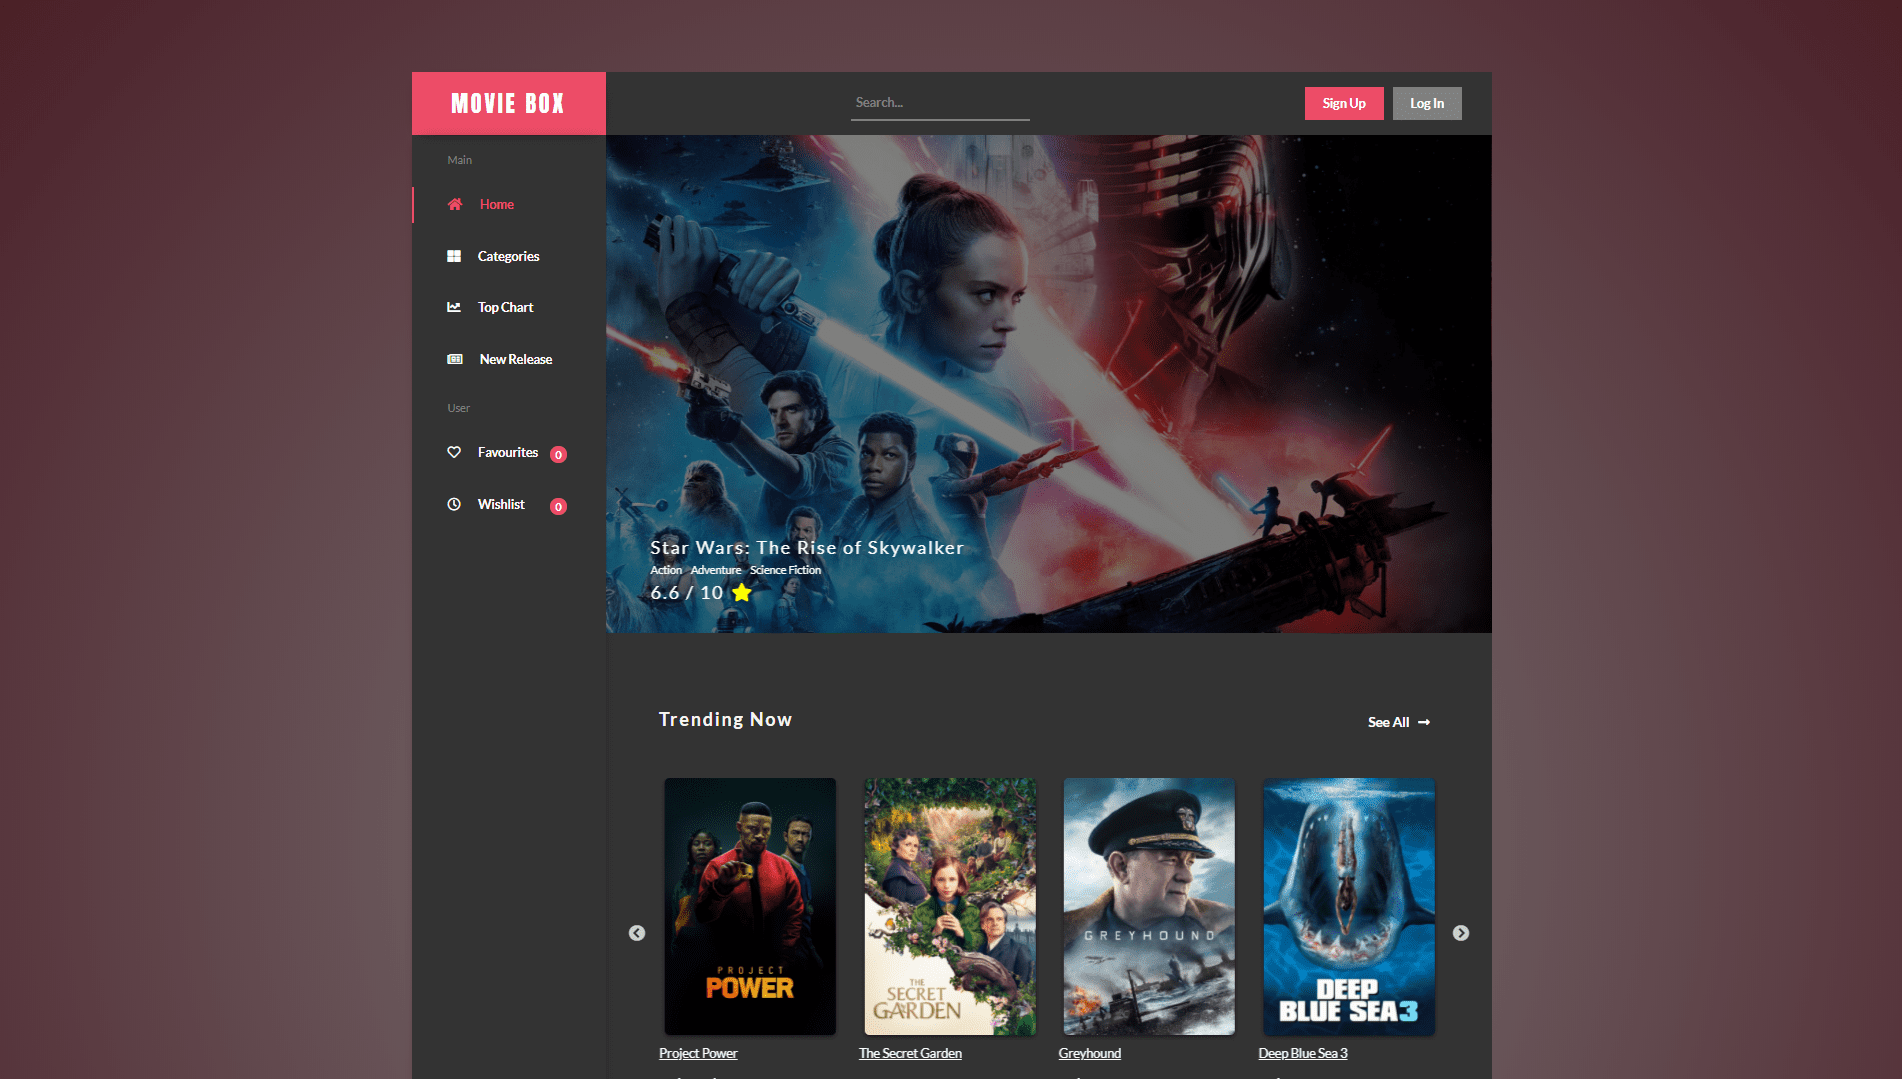 MOVIE BOX
Search...
Sign Up
Log In
Main
Home
Categories
Top Chart
New Release
User
Favourites 0
Wishlist 0
Star Wars: The Rise of Skywalker
Action Adventure Science Fiction
6.6 / 10
Trending Now
See All
PROJECT
POWER
THE
SECRET
GARDEN
GREYHOUND
DEEP
BLUE SEA 3
Project Power
The Secret Garden
Greyhound
Deep Blue Sea 3